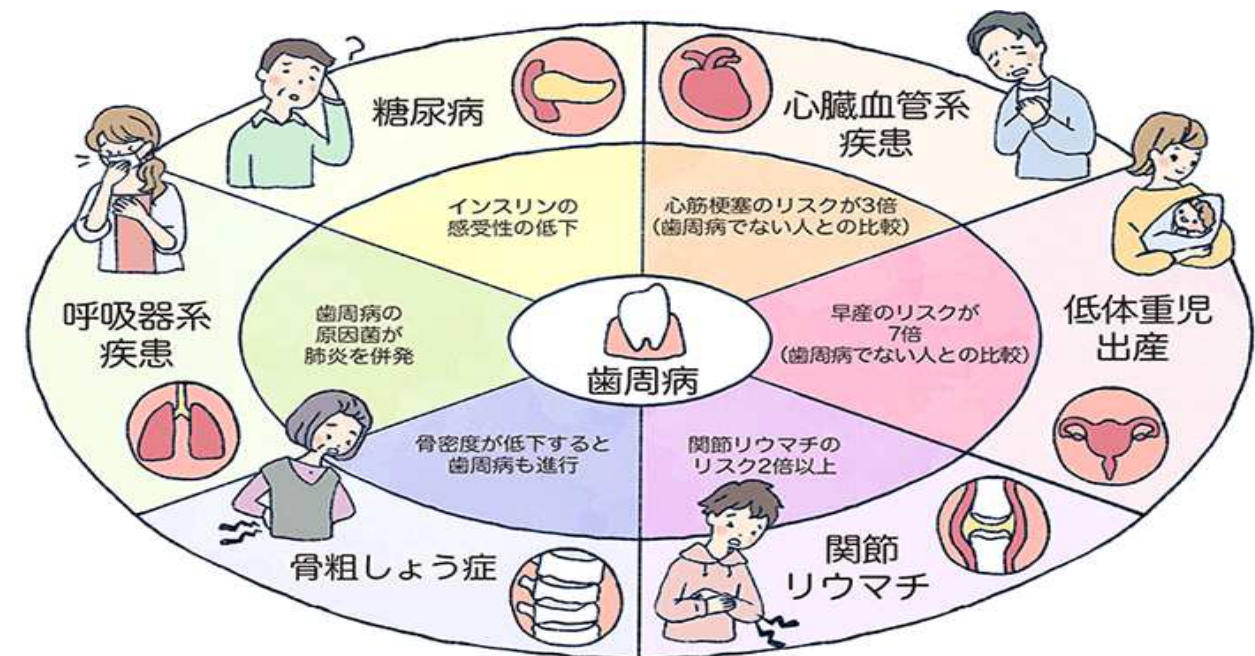 糖尿病
心臓血管系
疾患
インスリンの
感受性の低下
心筋梗塞のリスクが3倍
(歯周病でない人との比較)
呼吸器系
疾患
歯周病の
原因菌が
肺炎を併発
歯周病
早産のリスクが
7倍
(歯周病でない人との比較)
低体重児
出産
骨密度が低下すると
歯周病も進行
関節リウマチの
リスク2倍以上
骨粗しょう症
関節
リウマチ